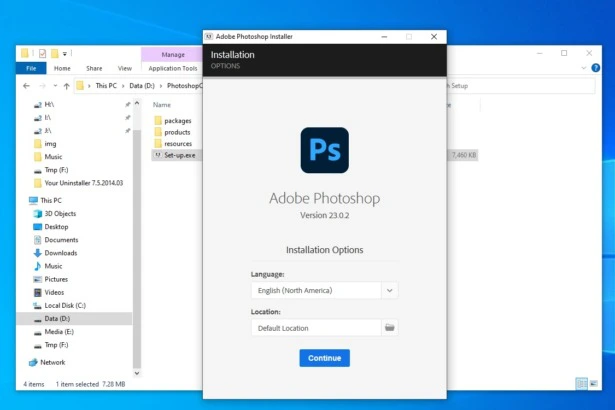 Adobe Photoshop Installer
Installation
OPTIONS
Manage
File
Home
Share
View
Application Tools
This PC
Data (D:)
Setup
Name
H:\
I:\
J:\
img
Music
Tmp (F:)
Your Uninstaller 7.5.2014.03
This PC
3D Objects
Desktop
Documents
Downloads
Music
Pictures
Videos
Local Disk (C:)
Data (D:)
Media (E:)
Tmp (F:)
Network
packages
products
resources
Set-up.exe
7,460 KB
Ps
Adobe Photoshop
Version 23.0.2
Installation Options
Language:
English (North America)
Location:
Default Location
Continue
4 items
1 item selected 7.28 MB